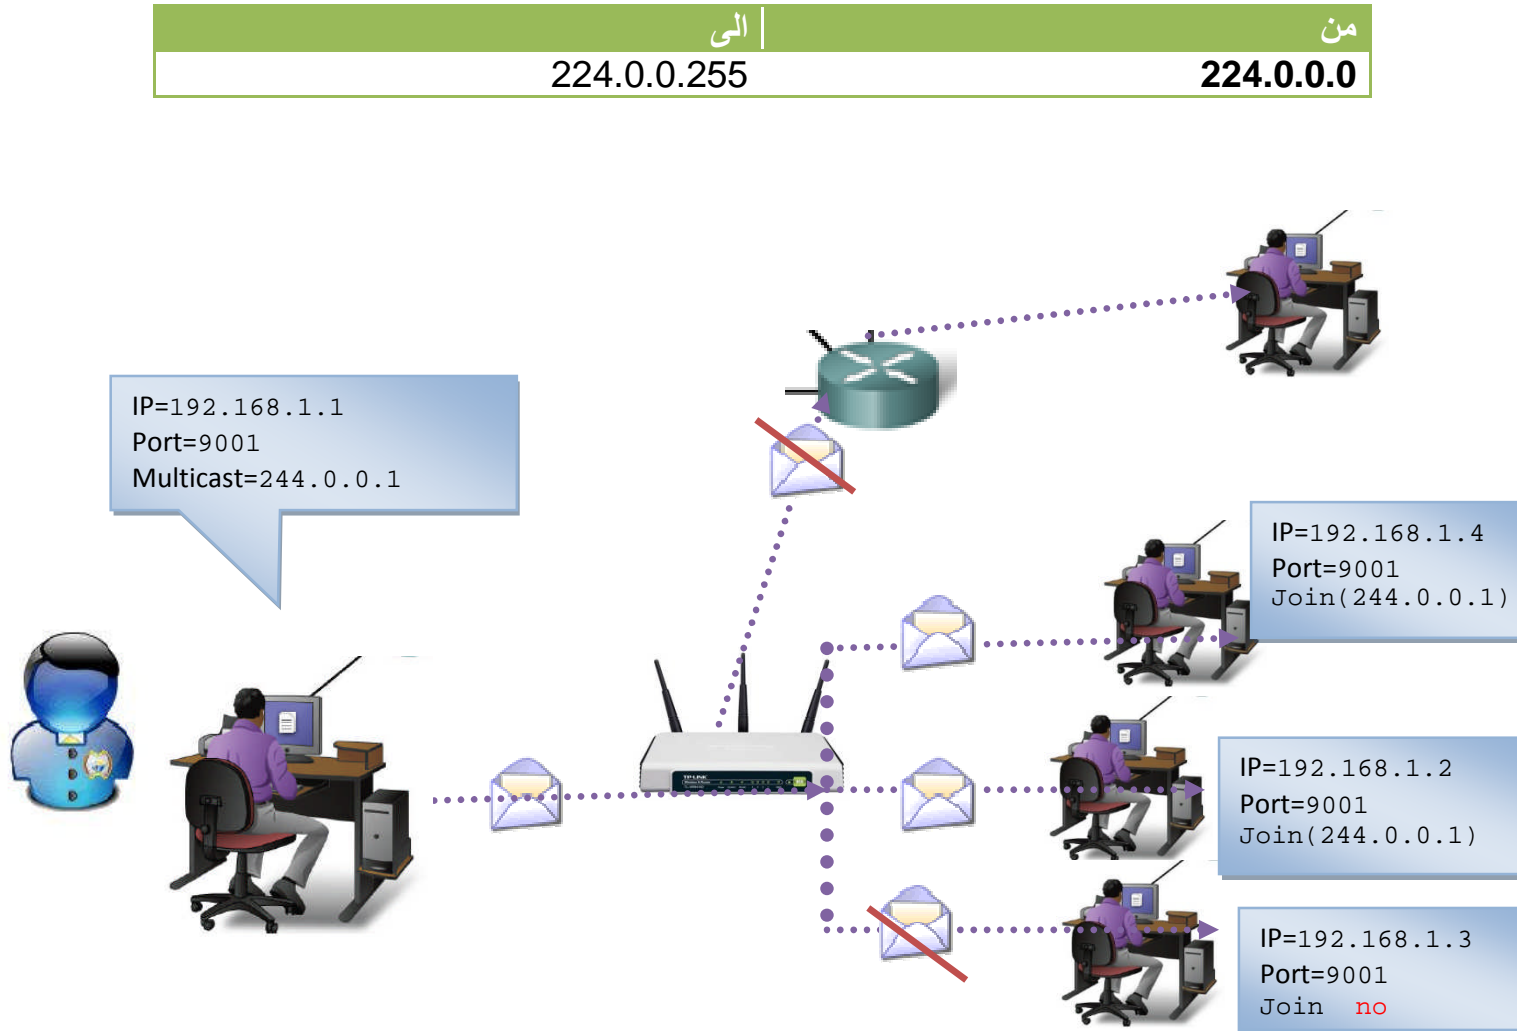 من الى
224.0.0.0 224.0.0.255
IP=192.168.1.1
Port=9001
Multicast=244.0.0.1
IP=192.168.1.4
Port=9001
Join(244.0.0.1)
TP-LINK
IP=192.168.1.2
Port=9001
Join(244.0.0.1)
IP=192.168.1.3
Port=9001
Join no